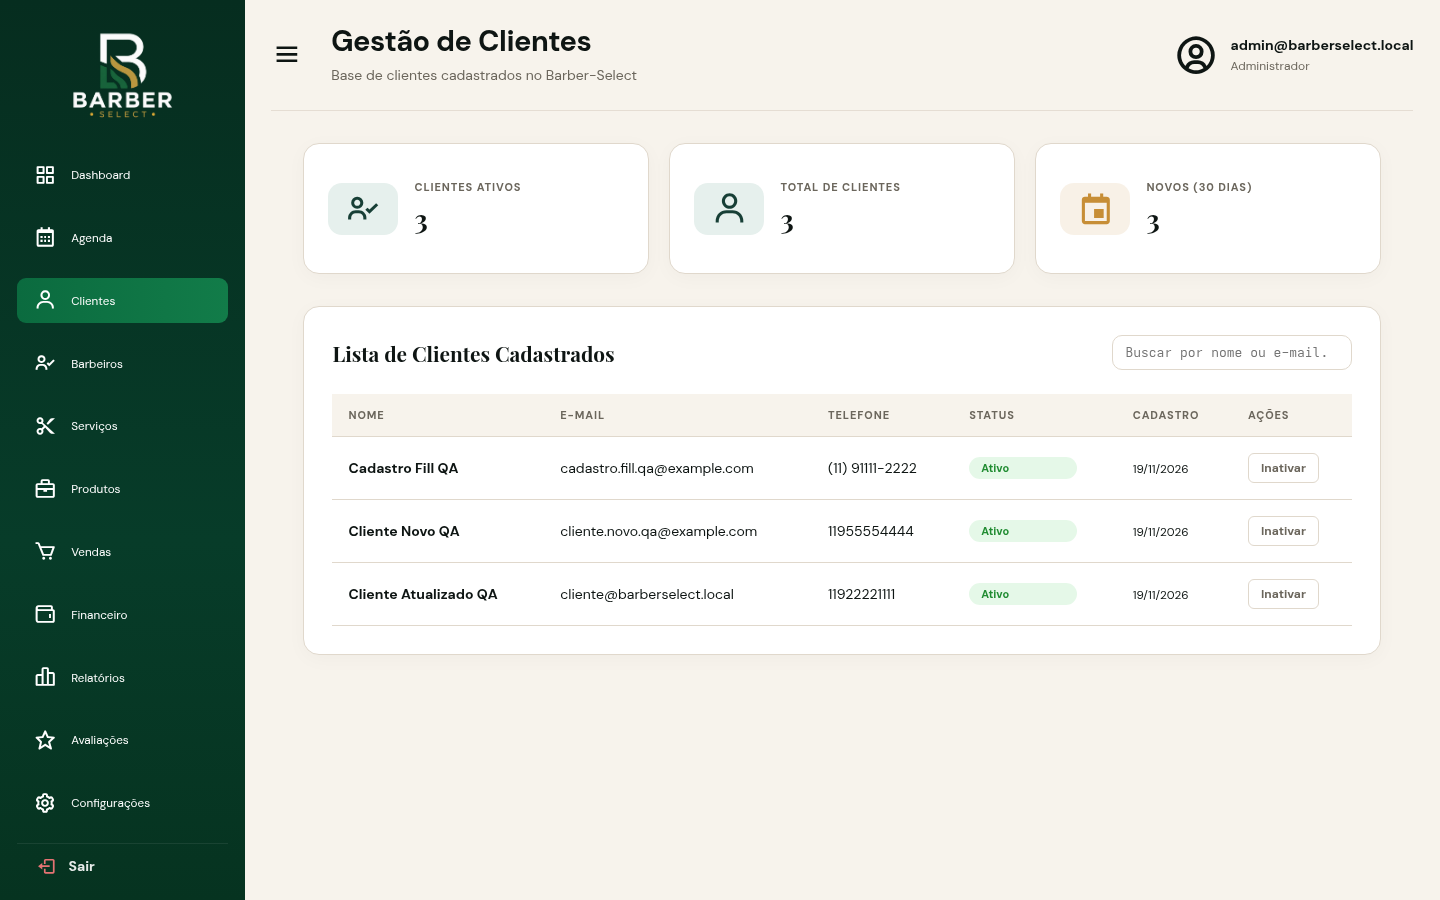 BARBER
• SELECT •
Dashboard
Agenda
Clientes
Barbeiros
Serviços
Produtos
Vendas
Financeiro
Relatórios
Avaliações
Configurações
Sair
Gestão de Clientes
Base de clientes cadastrados no Barber-Select
admin@barberselect.local
Administrador
CLIENTES ATIVOS
3
TOTAL DE CLIENTES
3
NOVOS (30 DIAS)
3
Lista de Clientes Cadastrados
Buscar por nome ou e-mail.
NOME E-MAIL TELEFONE STATUS CADASTRO AÇÕES
Cadastro Fill QA cadastro.fill.qa@example.com (11) 91111-2222 Ativo 19/11/2026 Inativar
Cliente Novo QA cliente.novo.qa@example.com 11955554444 Ativo 19/11/2026 Inativar
Cliente Atualizado QA cliente@barberselect.local 11922221111 Ativo 19/11/2026 Inativar